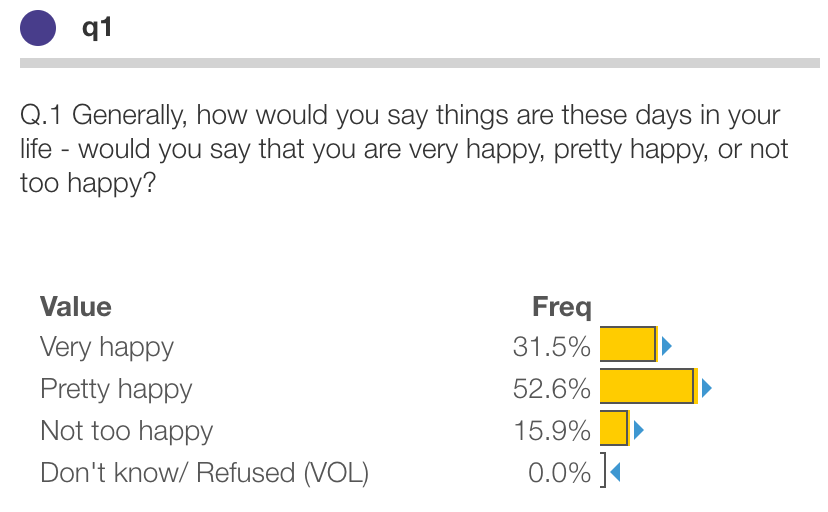 q1
Q.1 Generally, how would you say things are these days in your
life - would you say that you are very happy, pretty happy, or not
too happy?
Value Freq
Very happy 31.5%
Pretty happy 52.6%
Not too happy 15.9%
Don't know/ Refused (VOL) 0.0%